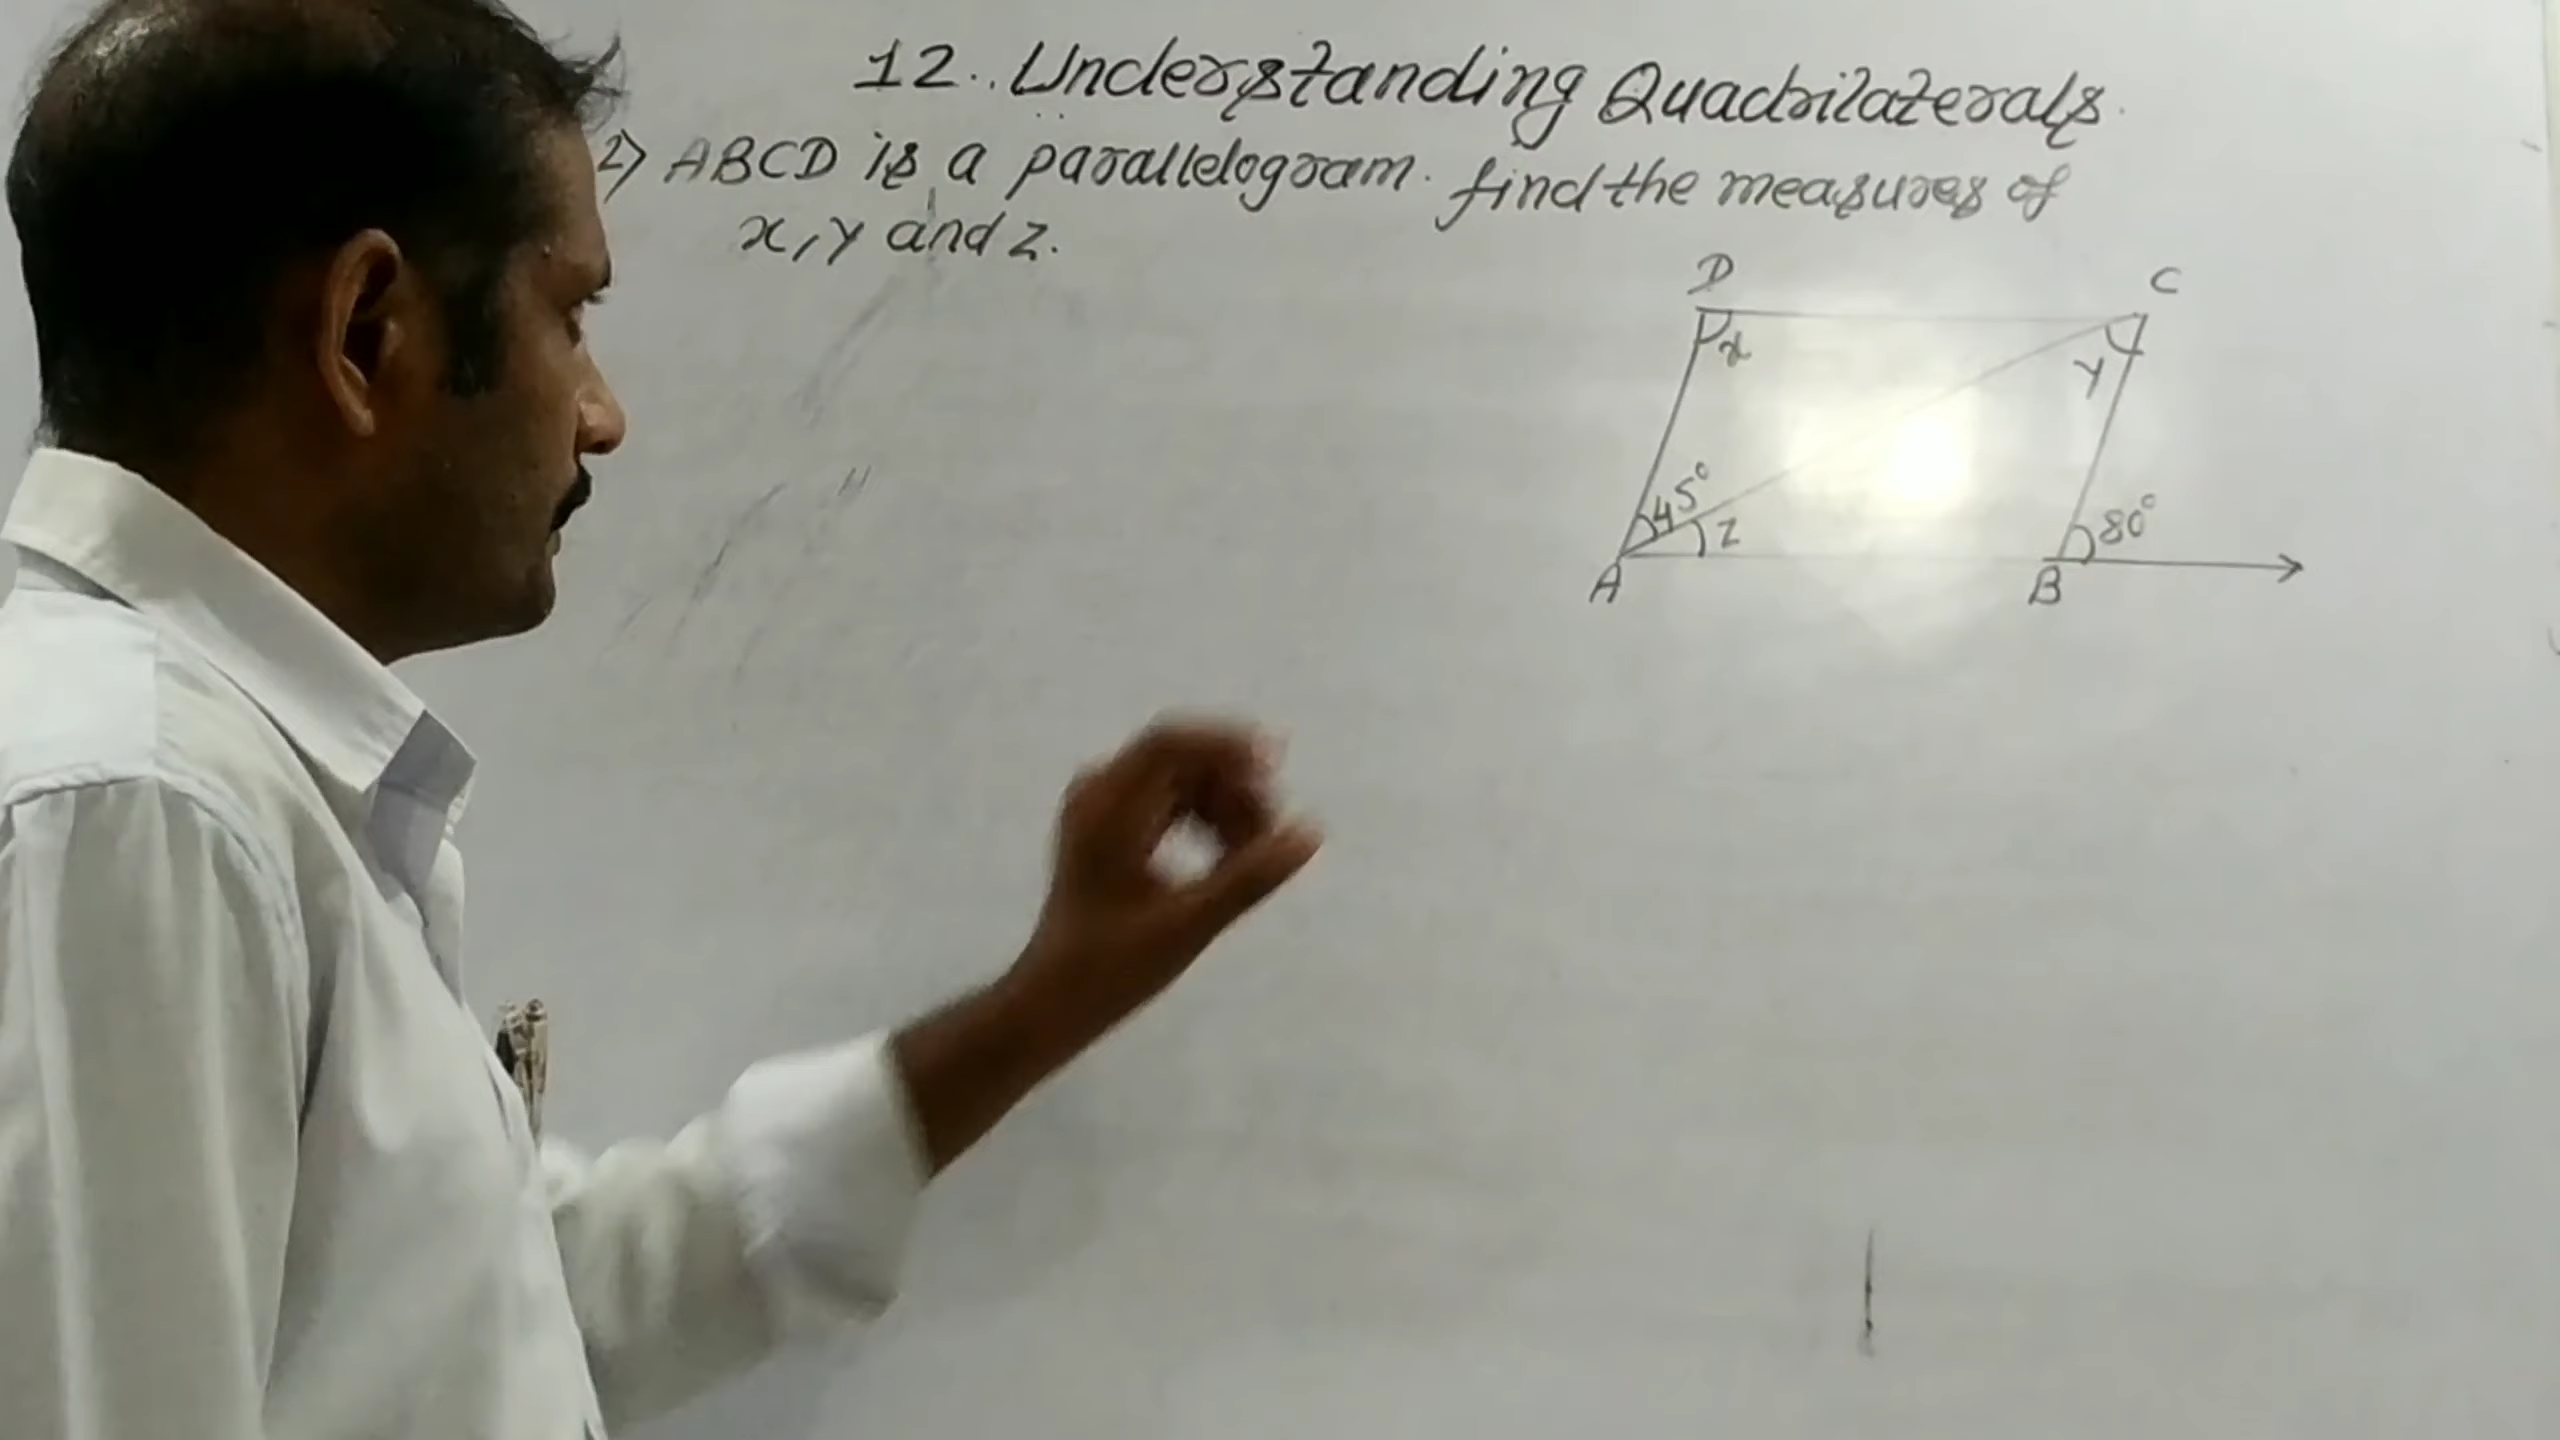 12. Understanding Quadrilaterals.
2) ABCD is a parallelogram. find the measures of
x, y and z.
D
C
x
y
45°
z
80°
A
B